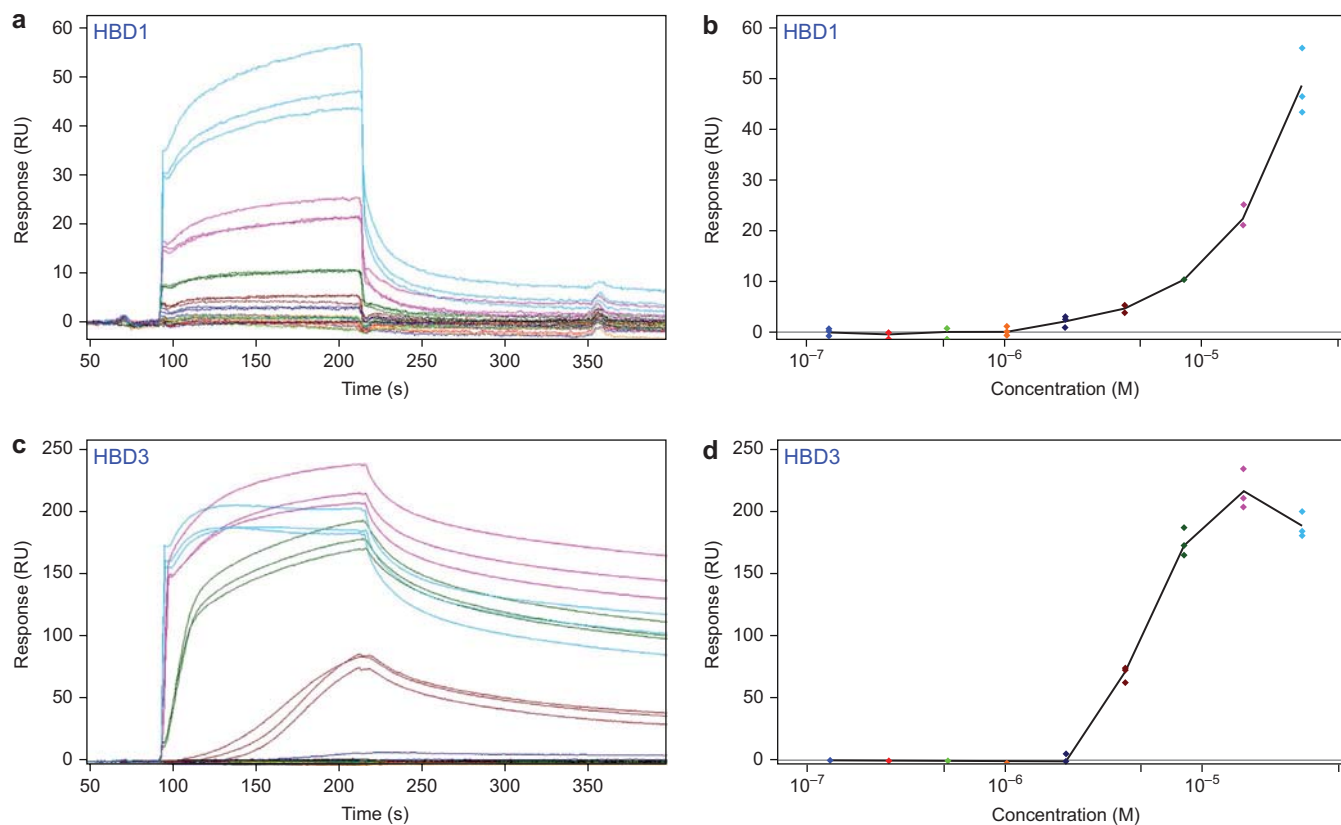 a
HBD1
60
50
40
30
20
10
0
Response (RU)
50 100 150 200 250 300 350
Time (s)
b
HBD1
60
50
40
30
20
10
0
Response (RU)
10⁻⁷ 10⁻⁶ 10⁻⁵
Concentration (M)
c
HBD3
250
200
150
100
50
0
Response (RU)
50 100 150 200 250 300 350
Time (s)
d
HBD3
250
200
150
100
50
0
Response (RU)
10⁻⁷ 10⁻⁶ 10⁻⁵
Concentration (M)